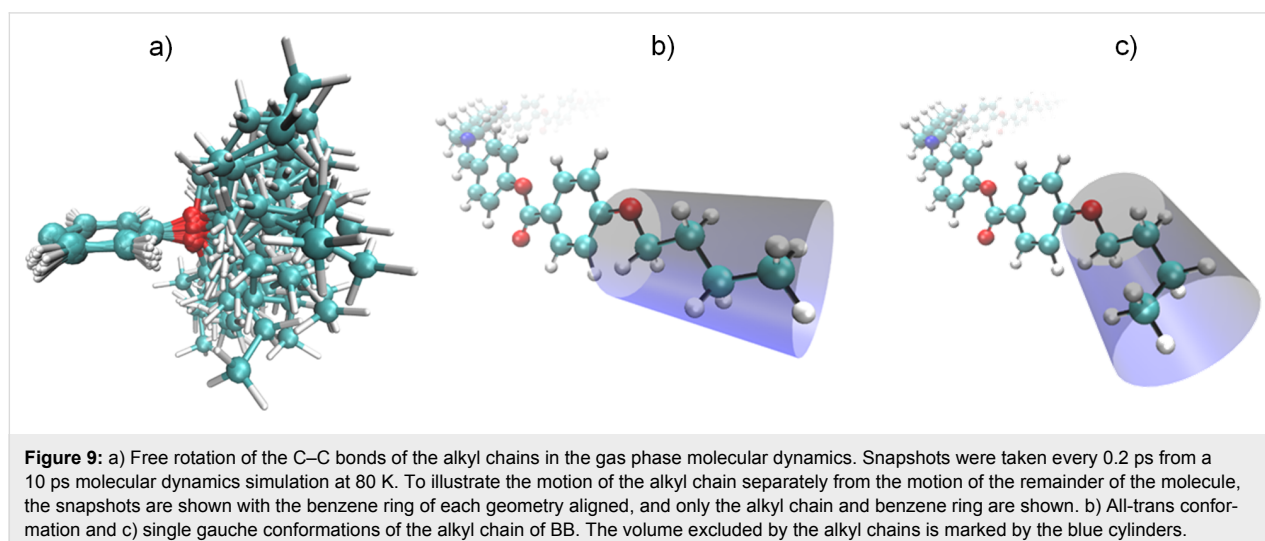 a) b) c)
Figure 9: a) Free rotation of the C–C bonds of the alkyl chains in the gas phase molecular dynamics. Snapshots were taken every 0.2 ps from a
10 ps molecular dynamics simulation at 80 K. To illustrate the motion of the alkyl chain separately from the motion of the remainder of the molecule,
the snapshots are shown with the benzene ring of each geometry aligned, and only the alkyl chain and benzene ring are shown. b) All-trans confor-
mation and c) single gauche conformations of the alkyl chain of BB. The volume excluded by the alkyl chains is marked by the blue cylinders.